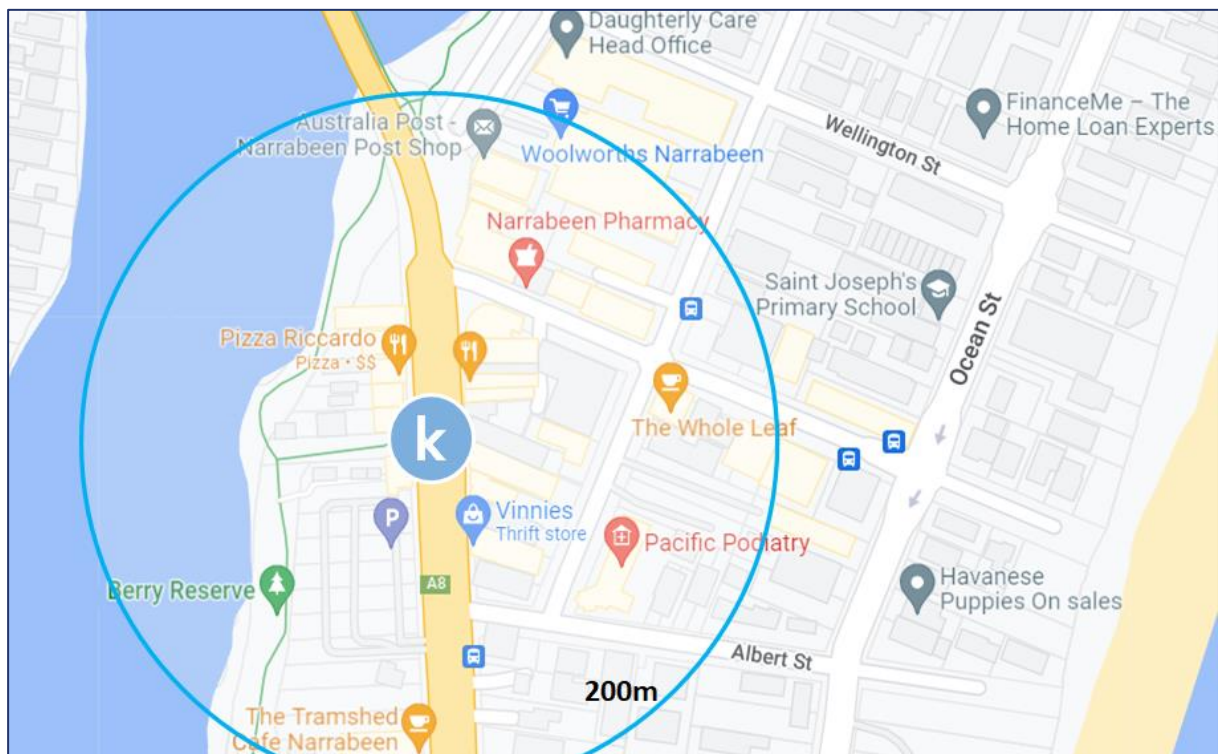 Daughterly Care
Head Office
FinanceMe – The
Home Loan Experts
Australia Post -
Narrabeen Post Shop
Woolworths Narrabeen
Wellington St
Narrabeen Pharmacy
Saint Joseph's
Primary School
Ocean St
Pizza Riccardo
Pizza • $$
The Whole Leaf
k
P
Vinnies
Thrift store
Pacific Podiatry
A8
Berry Reserve
Havanese
Puppies On sales
Albert St
200m
The Tramshed
Cafe Narrabeen